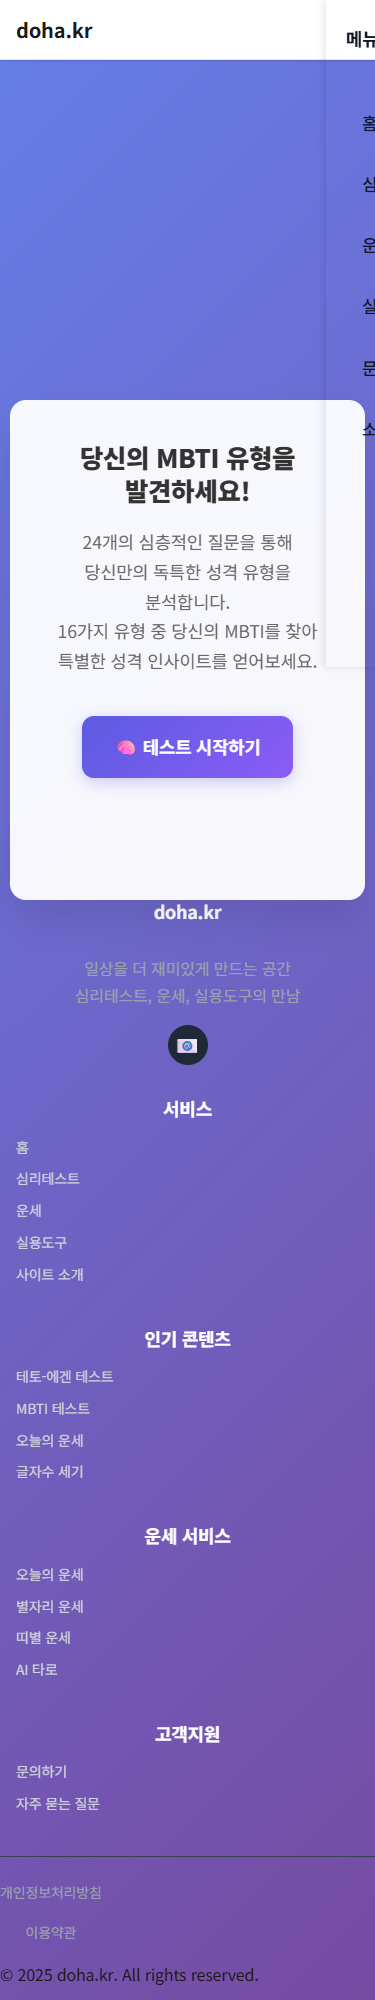 doha.kr
메뉴
홈
심
운
실
문
소
당신의 MBTI 유형을
발견하세요!
24개의 심층적인 질문을 통해
당신만의 독특한 성격 유형을
분석합니다.
16가지 유형 중 당신의 MBTI를 찾아
특별한 성격 인사이트를 얻어보세요.
🧠 테스트 시작하기
doha.kr
일상을 더 재미있게 만드는 공간
심리테스트, 운세, 실용도구의 만남
서비스
홈
심리테스트
운세
실용도구
사이트 소개
인기 콘텐츠
테토-에겐 테스트
MBTI 테스트
오늘의 운세
글자수 세기
운세 서비스
오늘의 운세
별자리 운세
띠별 운세
AI 타로
고객지원
문의하기
자주 묻는 질문
개인정보처리방침
이용약관
© 2025 doha.kr. All rights reserved.